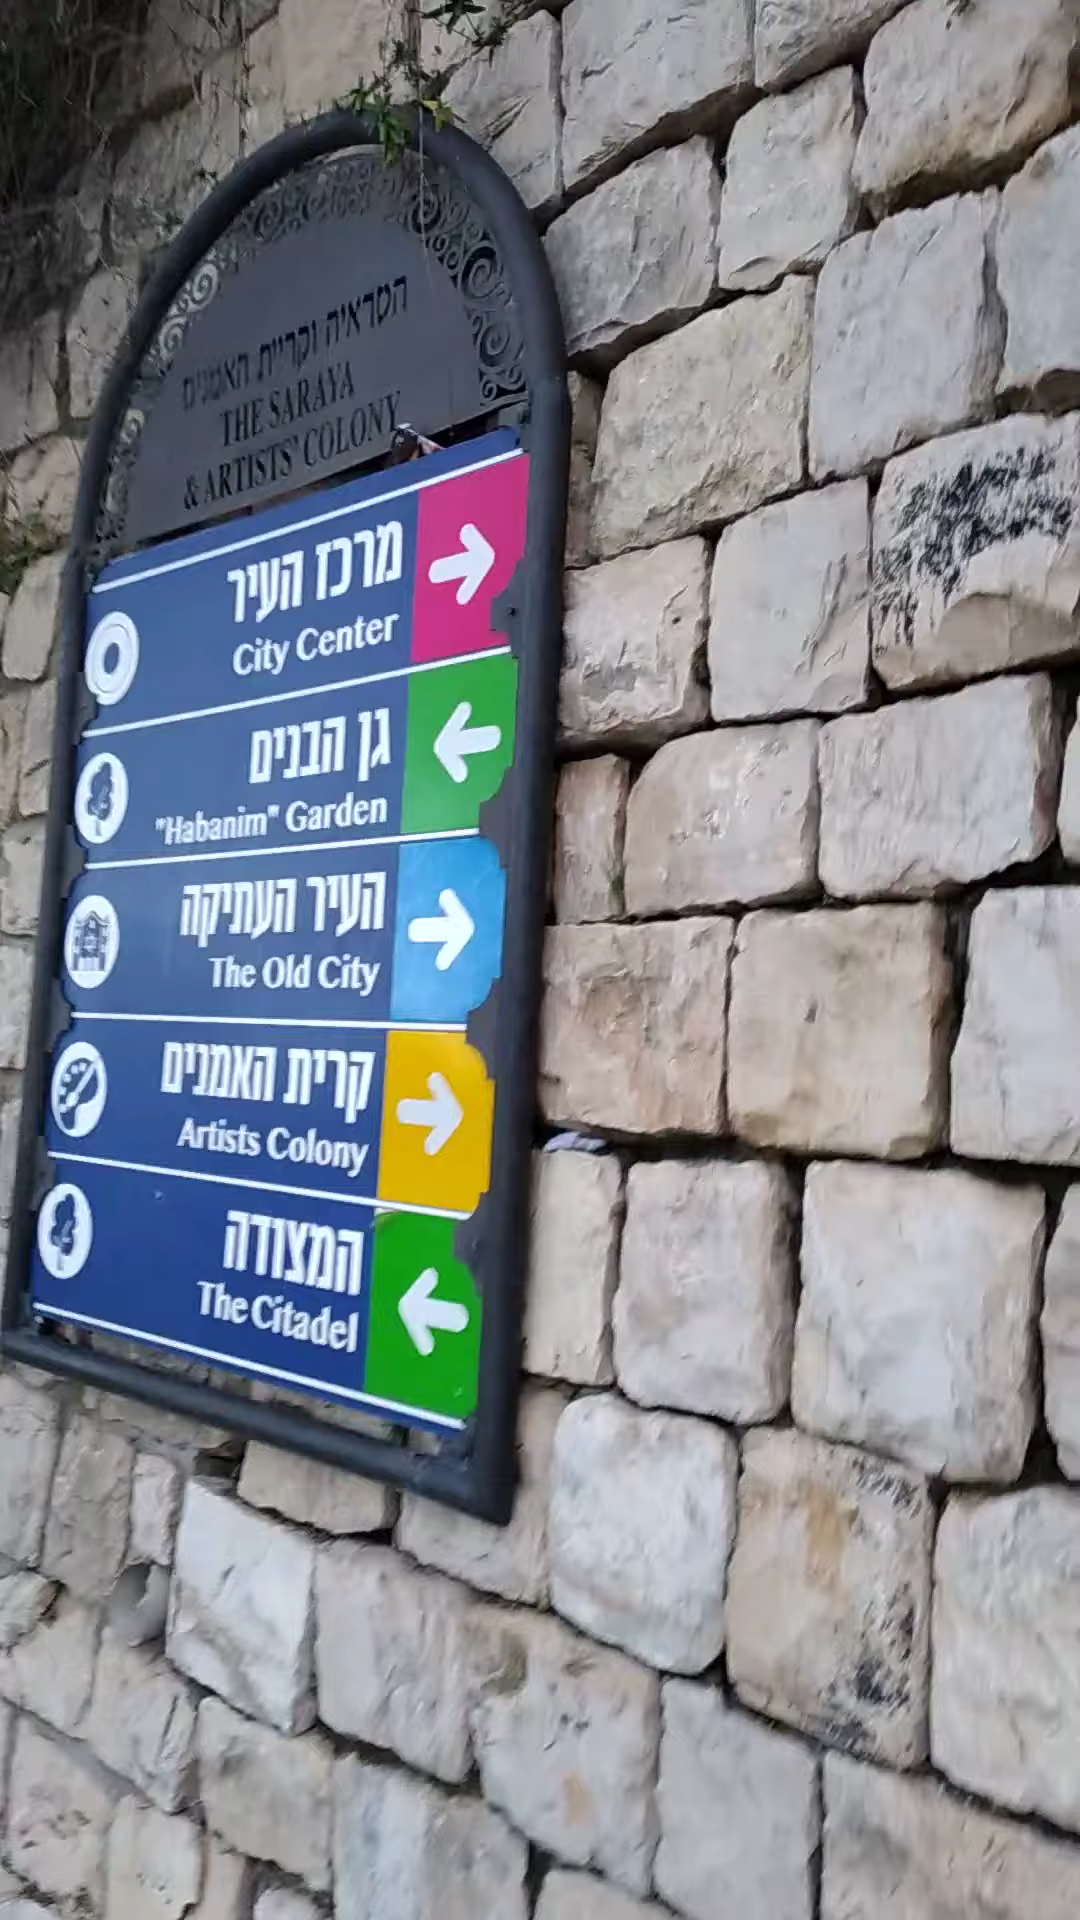 הסראיה וקריית האמנים
THE SARAYA
& ARTISTS' COLONY
מרכז העיר
City Center
גן הבנים
"Habanim" Garden
העיר העתיקה
The Old City
קרית האמנים
Artists Colony
המצודה
The Citadel